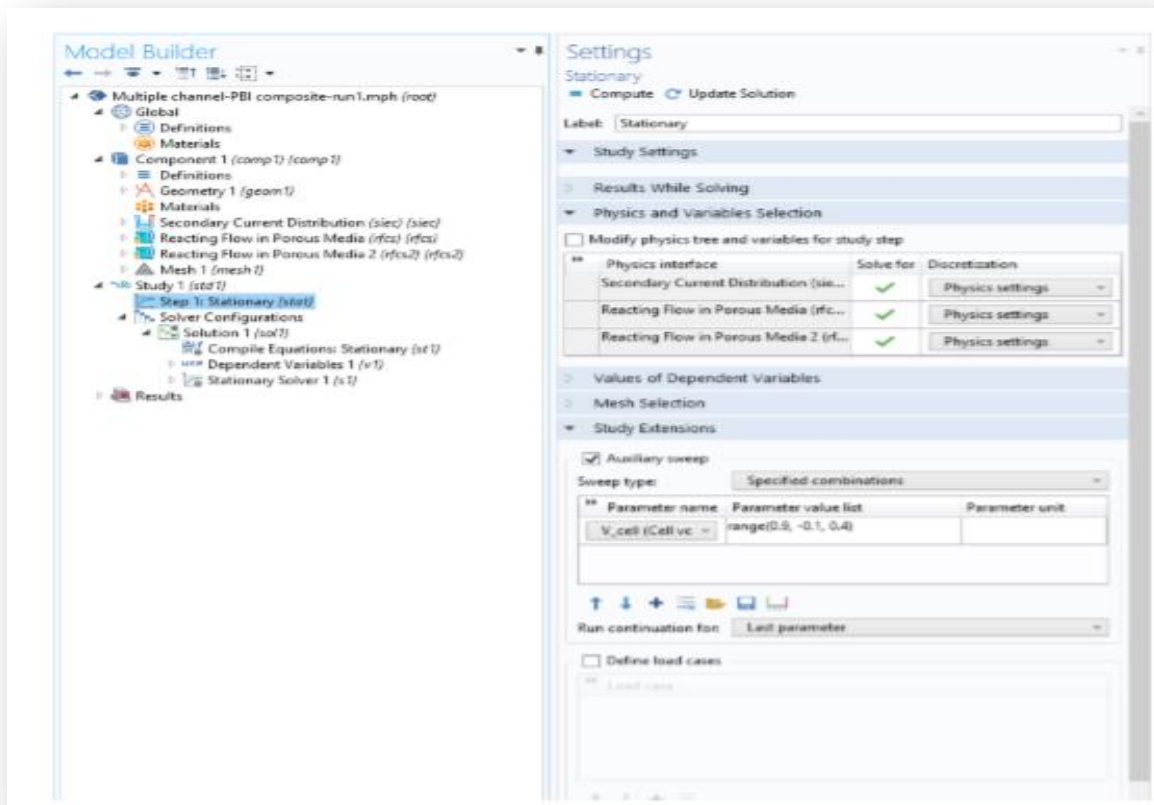 Model Builder
Multiple channel-PBI composite-run1.mph (root)
Global
Definitions
Materials
Component 1 (comp1) (comp1)
Definitions
Geometry 1 (geom1)
Materials
Secondary Current Distribution (siec) (siec)
Reacting Flow in Porous Media (rfcs) (rfcs)
Reacting Flow in Porous Media 2 (rfcs2) (rfcs2)
Mesh 1 (mesh1)
Study 1 (std1)
Step 1: Stationary (stat)
Solver Configurations
Solution 1 (sol1)
Compile Equations: Stationary (st1)
Dependent Variables 1 (v1)
Stationary Solver 1 (s1)
Results
Settings
Stationary
Compute Update Solution
Label: Stationary
Study Settings
Results While Solving
Physics and Variables Selection
Modify physics tree and variables for study step
Physics interface Solve for Discretization
Secondary Current Distribution (sie... Physics settings
Reacting Flow in Porous Media (rfc... Physics settings
Reacting Flow in Porous Media 2 (rf... Physics settings
Values of Dependent Variables
Mesh Selection
Study Extensions
Auxiliary sweep
Sweep type: Specified combinations
Parameter name Parameter value list Parameter unit
V_cell (Cell vc range(0.9, -0.1, 0.4)
Run continuation for: Last parameter
Define load cases
Load case